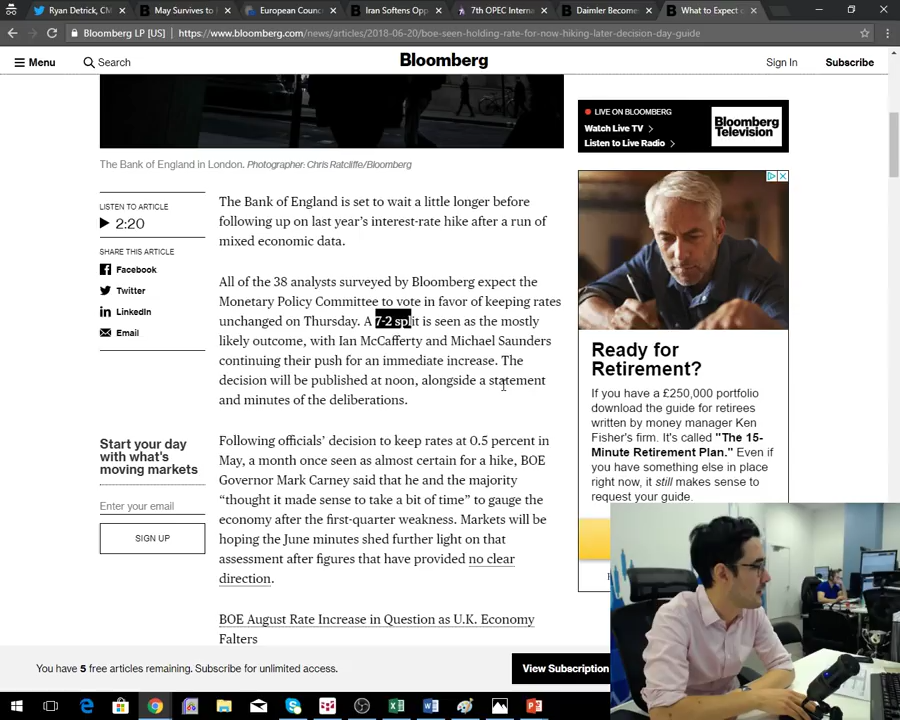 Ryan Detrick, CM
May Survives to
European Counc
Iran Softens Opp
7th OPEC Interna
Daimler Become
What to Expect
Bloomberg LP [US]
https://www.bloomberg.com/news/articles/2018-06-20/boe-seen-holding-rate-for-now-hiking-later-decision-day-guide
Menu
Search
Bloomberg
Sign In
Subscribe
The Bank of England in London. Photographer: Chris Ratcliffe/Bloomberg
LISTEN TO ARTICLE
2:20
SHARE THIS ARTICLE
Facebook
Twitter
LinkedIn
Email
The Bank of England is set to wait a little longer before
following up on last year's interest-rate hike after a run of
mixed economic data.
All of the 38 analysts surveyed by Bloomberg expect the
Monetary Policy Committee to vote in favor of keeping rates
unchanged on Thursday. A 7-2 split is seen as the mostly
likely outcome, with Ian McCafferty and Michael Saunders
continuing their push for an immediate increase. The
decision will be published at noon, alongside a statement
and minutes of the deliberations.
Start your day
with what's
moving markets
Enter your email
SIGN UP
Following officials' decision to keep rates at 0.5 percent in
May, a month once seen as almost certain for a hike, BOE
Governor Mark Carney said that he and the majority
“thought it made sense to take a bit of time” to gauge the
economy after the first-quarter weakness. Markets will be
hoping the June minutes shed further light on that
assessment after figures that have provided no clear
direction.
BOE August Rate Increase in Question as U.K. Economy
Falters
LIVE ON BLOOMBERG
Watch Live TV
Listen to Live Radio
Bloomberg
Television
Ready for
Retirement?
If you have a £250,000 portfolio
download the guide for retirees
written by money manager Ken
Fisher's firm. It's called "The 15-
Minute Retirement Plan." Even if
you have something else in place
right now, it still makes sense to
request your guide.
You have 5 free articles remaining. Subscribe for unlimited access.
View Subscription